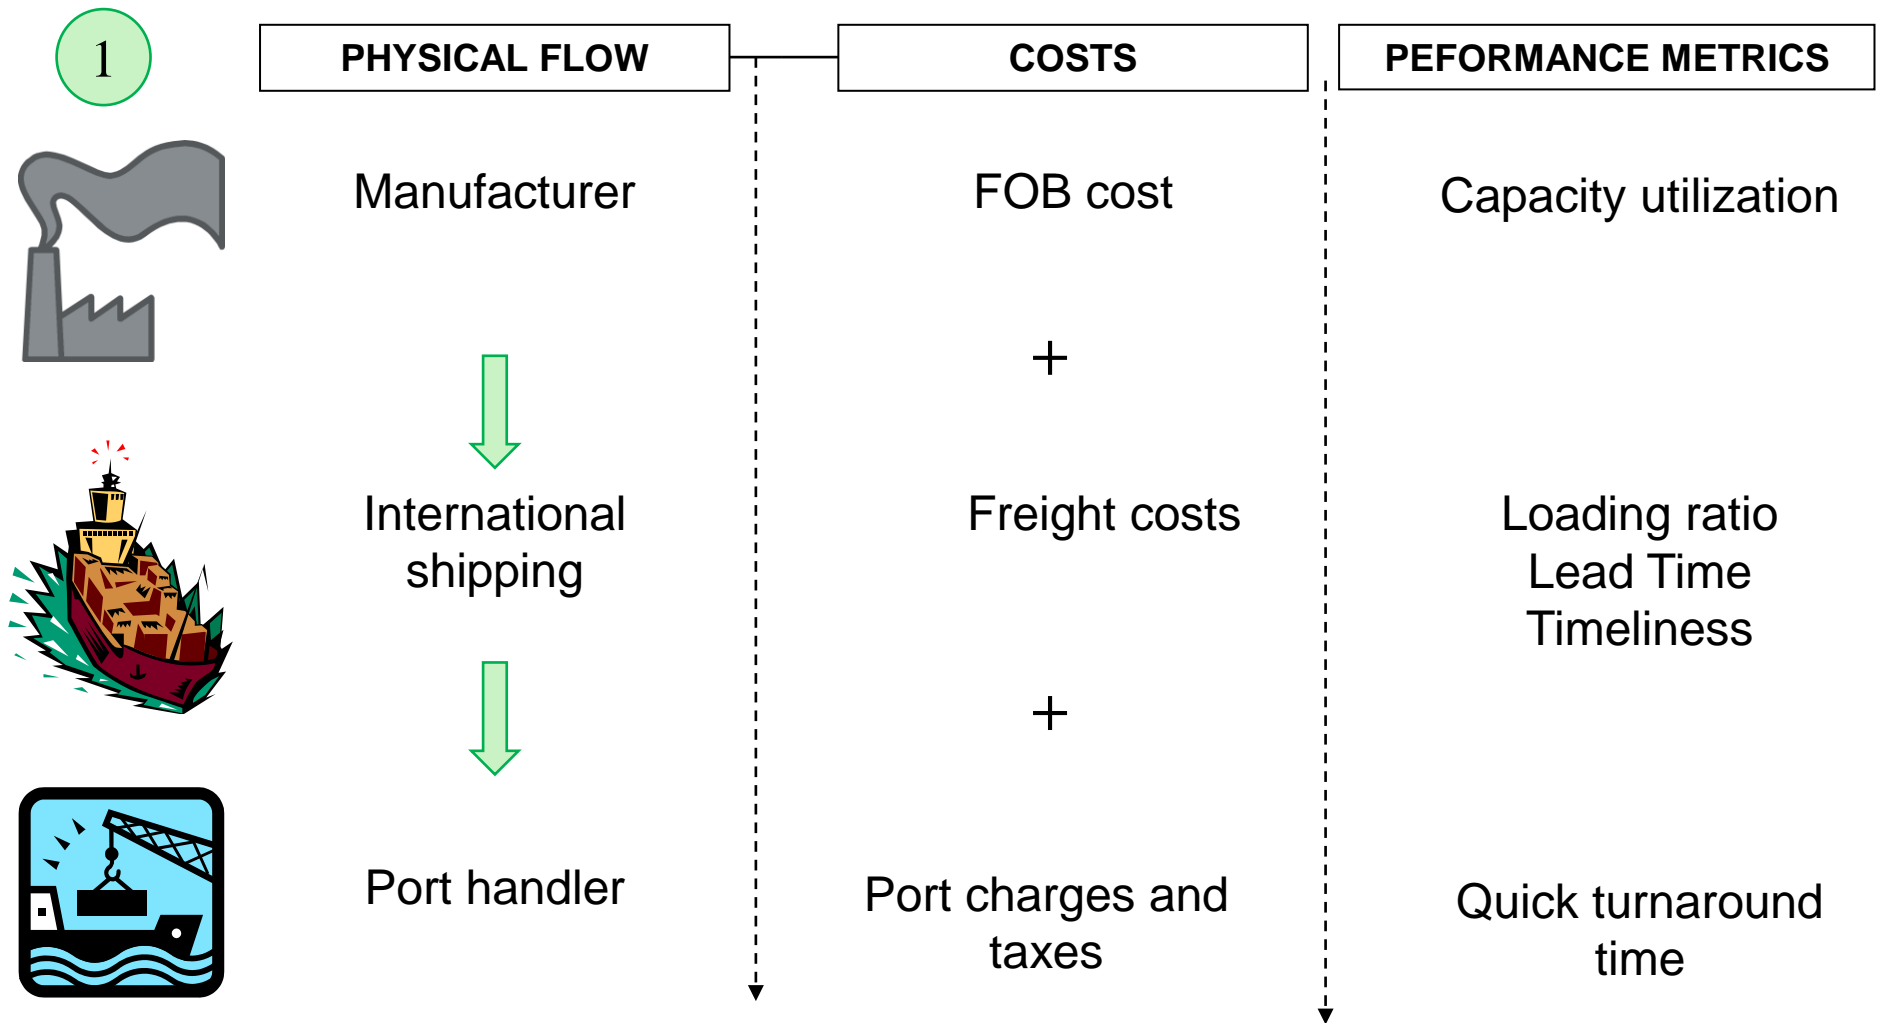 1
PHYSICAL FLOW
COSTS
PEFORMANCE METRICS
Manufacturer
FOB cost
Capacity utilization
+
International
shipping
Freight costs
Loading ratio
Lead Time
Timeliness
+
Port handler
Port charges and
taxes
Quick turnaround
time